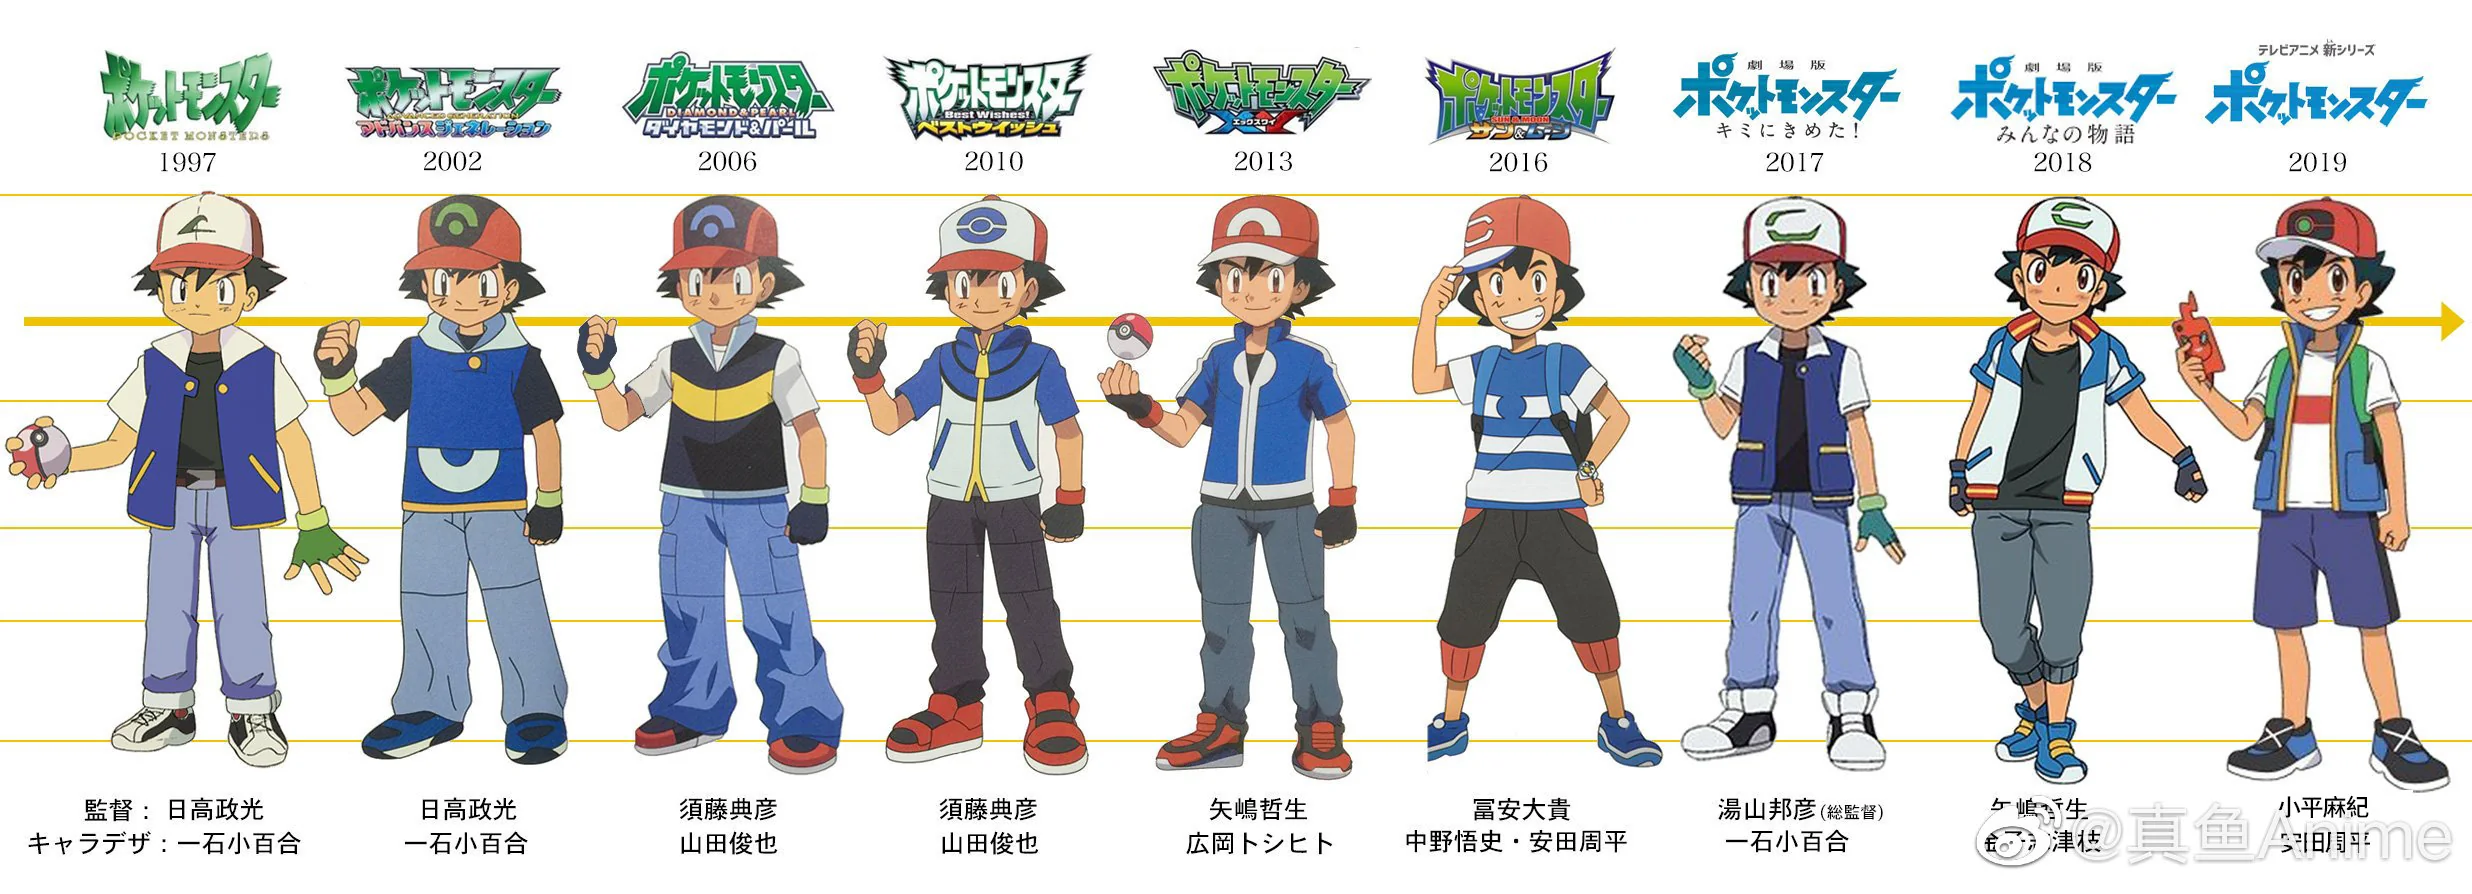 ポケットモンスター
POCKET MONSTERS
1997
ポケットモンスター
ADVANCED GENERATION
アドバンスジェネレーション
2002
ポケットモンスター
DIAMOND & PEARL
ダイヤモンド&パール
2006
ポケットモンスター
Best Wishes!
ベストウイッシュ
2010
ポケットモンスター
XY
エックスワイ
2013
ポケットモンスター
SUN & MOON
サン&ムーン
2016
劇場版
ポケットモンスター
キミにきめた!
2017
劇場版
ポケットモンスター
みんなの物語
2018
テレビアニメ 新シリーズ
ポケットモンスター
2019
監督: 日高政光
キャラデザ:一石小百合
日高政光
一石小百合
須藤典彦
山田俊也
須藤典彦
山田俊也
矢嶋哲生
広岡トシヒト
冨安大貴
中野悟史・安田周平
湯山邦彦(総監督)
一石小百合
矢嶋哲生
金子志津枝
小平麻紀
安田周平
@真鱼Anime